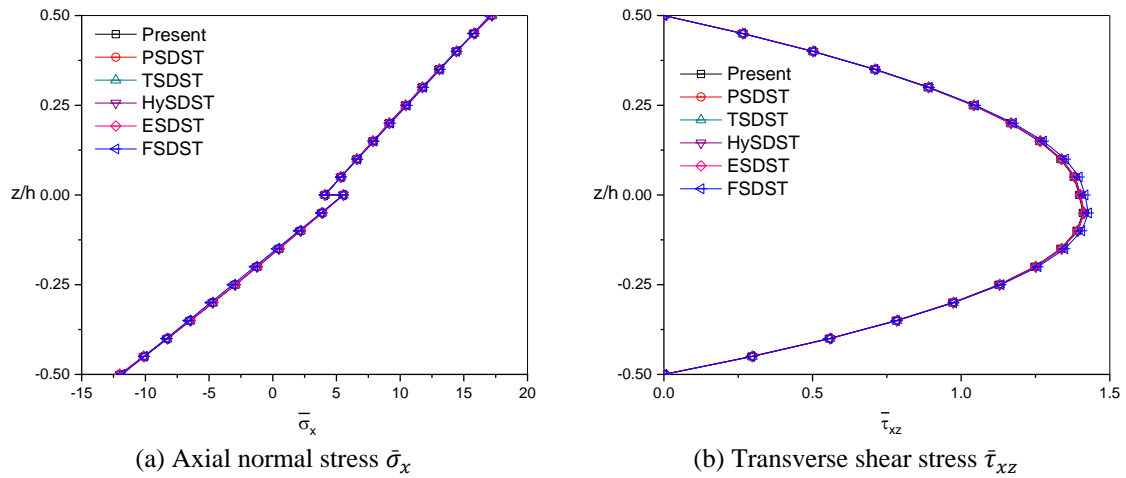 0.50
0.25
z/h 0.00
-0.25
-0.50
Present
PSDST
TSDST
HySDST
ESDST
FSDST
-15 -10 -5 0 5 10 15 20
σ̅x
(a) Axial normal stress σ̄x
0.50
0.25
z/h 0.00
-0.25
-0.50
Present
PSDST
TSDST
HySDST
ESDST
FSDST
0.0 0.5 1.0 1.5
τ̅xz
(b) Transverse shear stress τ̄xz